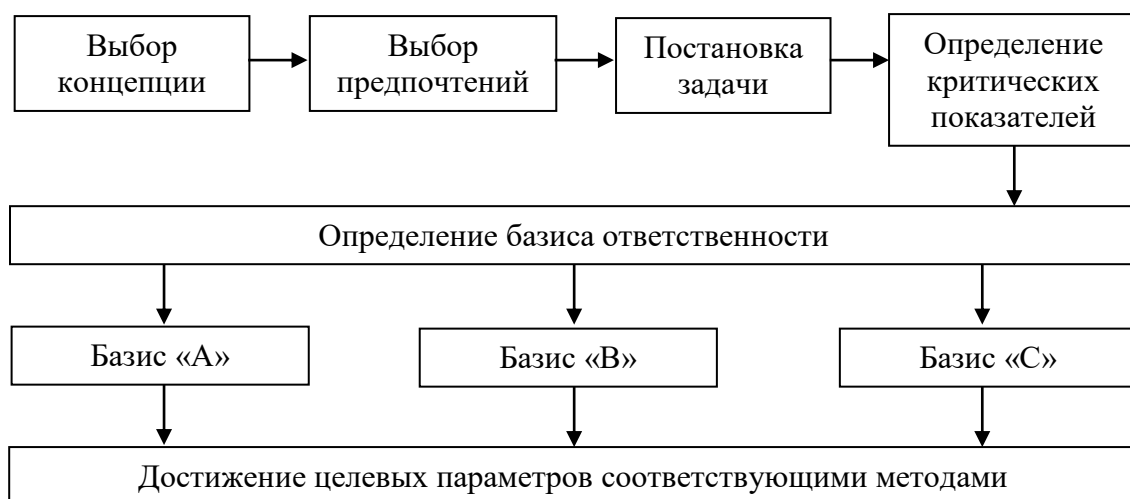 Выбор
концепции
Выбор
предпочтений
Постановка
задачи
Определение
критических
показателей
Определение базиса ответственности
Базис «А»
Базис «В»
Базис «С»
Достижение целевых параметров соответствующими методами